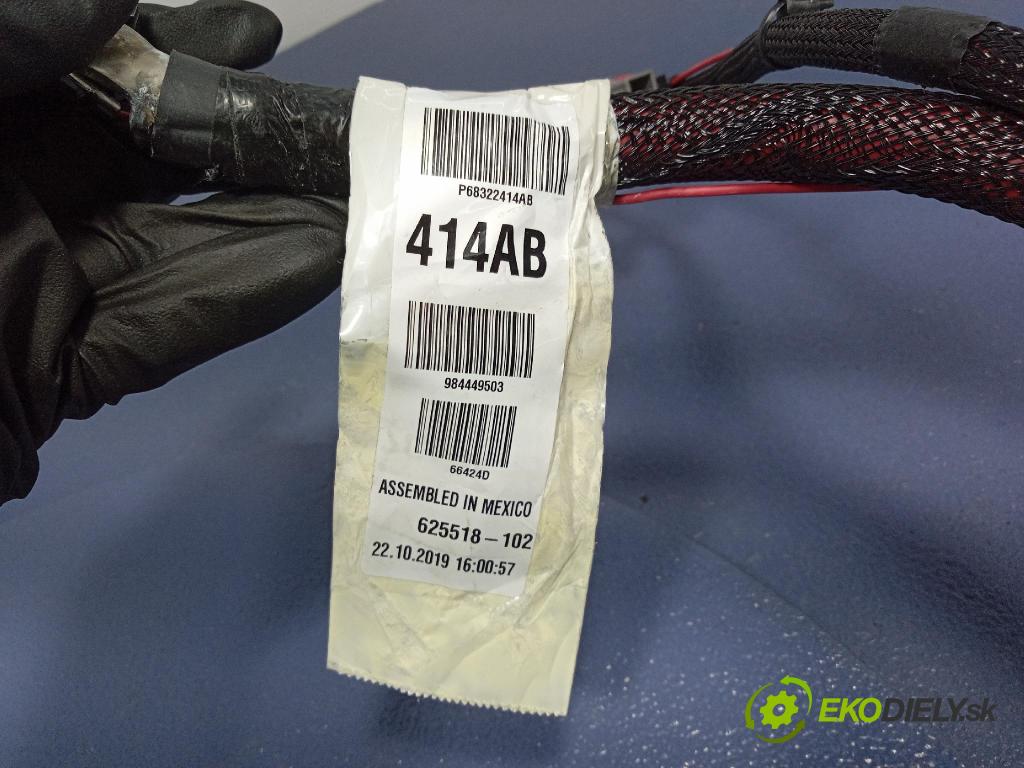 P68322414AB
414AB
984449503
66424D
ASSEMBLED IN MEXICO
625518-102
22.10.2019 16:00:57
EKODIELY.sk